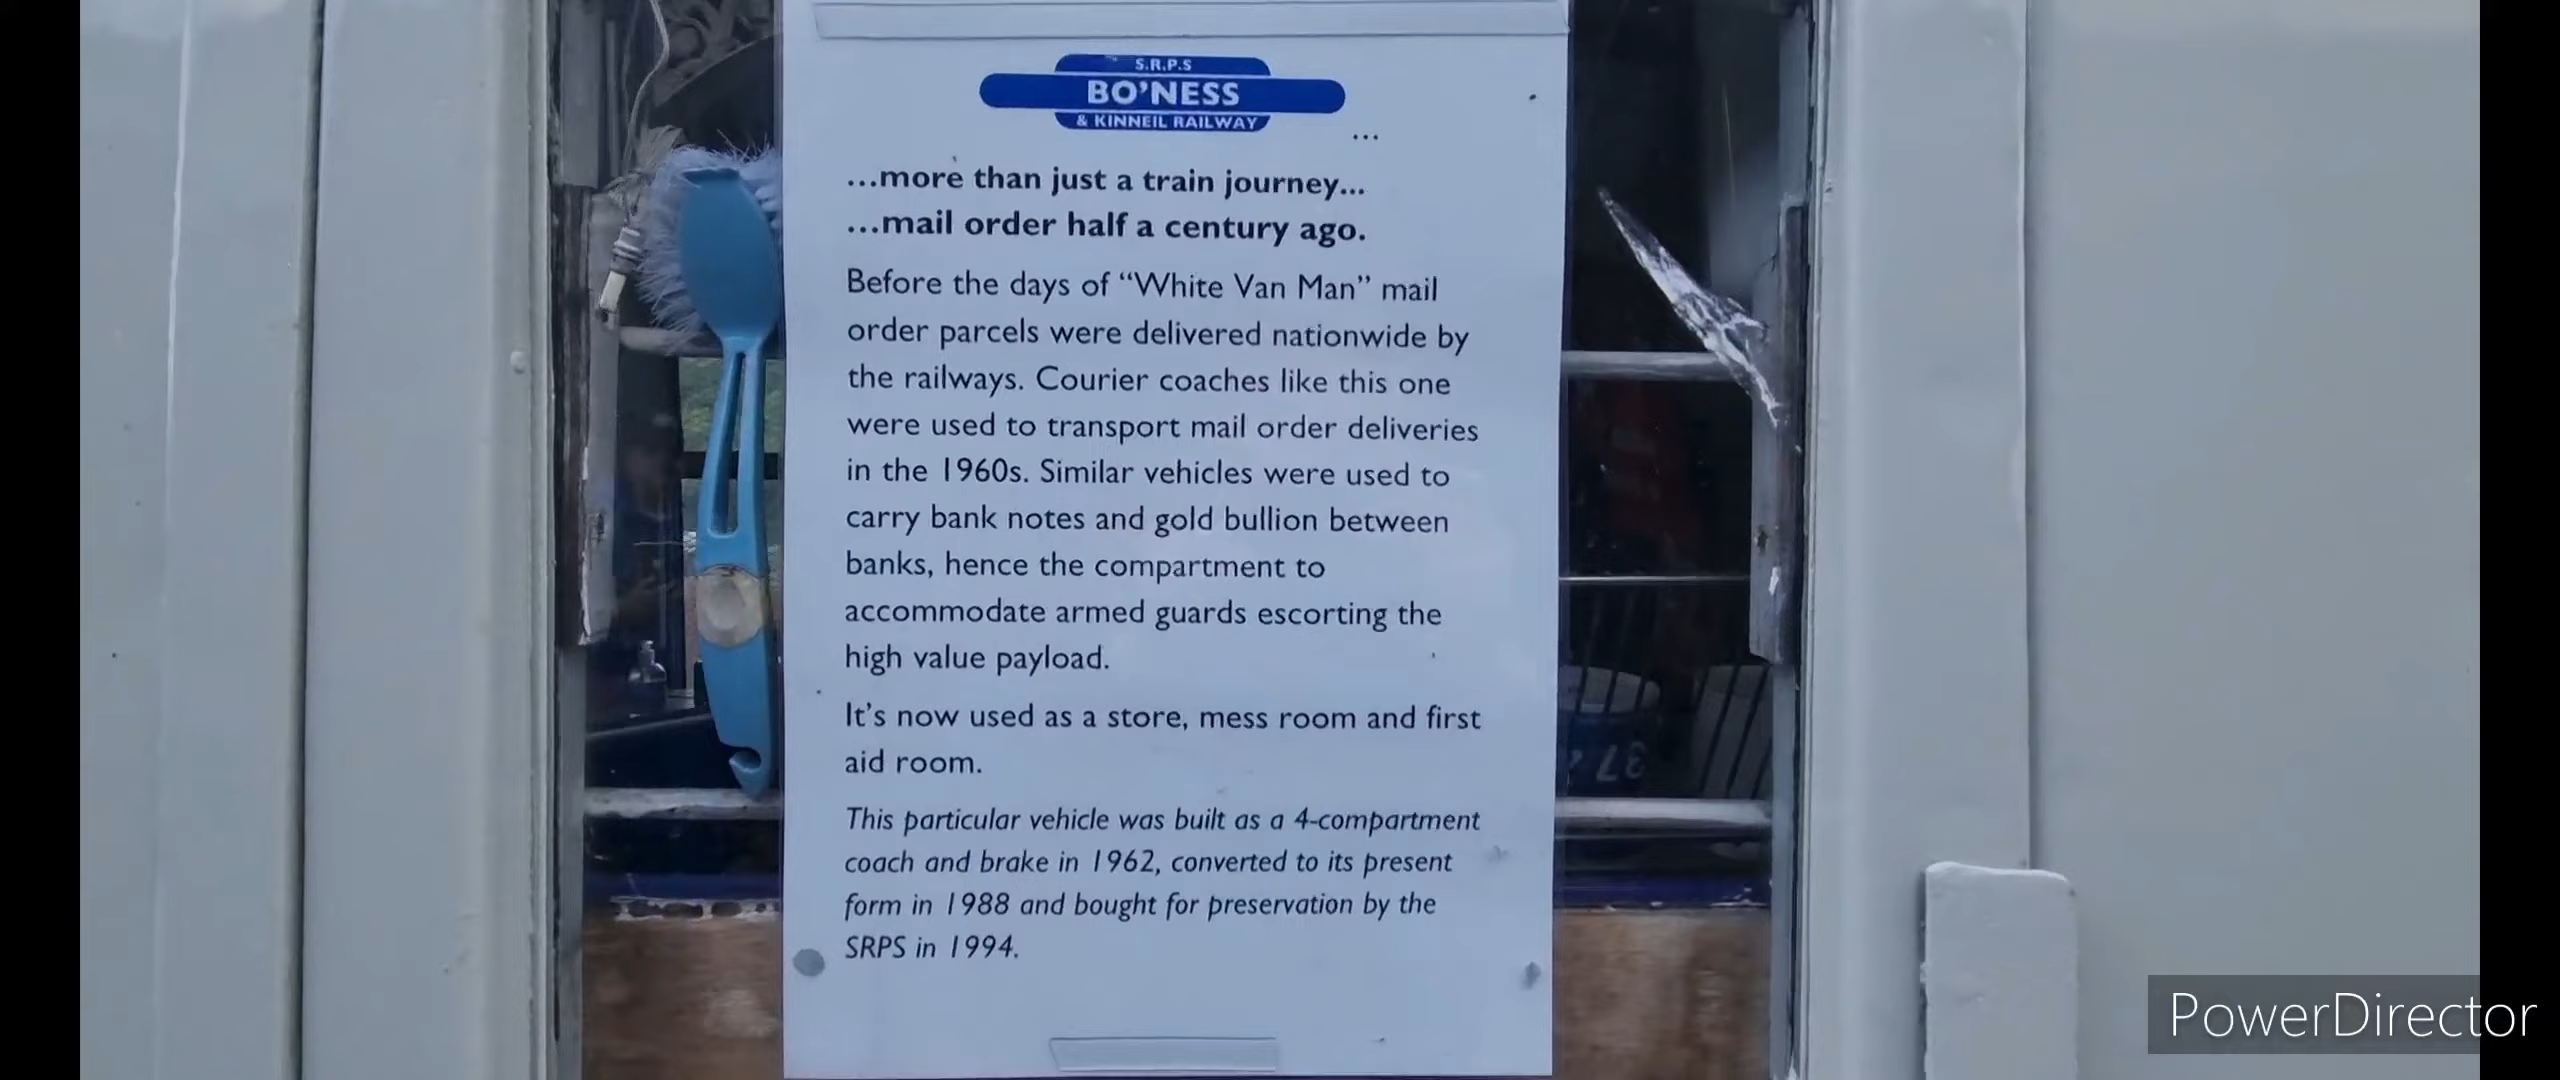 S.R.P.S
BO'NESS
& KINNEIL RAILWAY
...
...more than just a train journey...
...mail order half a century ago.
Before the days of “White Van Man” mail
order parcels were delivered nationwide by
the railways. Courier coaches like this one
were used to transport mail order deliveries
in the 1960s. Similar vehicles were used to
carry bank notes and gold bullion between
banks, hence the compartment to
accommodate armed guards escorting the
high value payload.
It's now used as a store, mess room and first
aid room.
This particular vehicle was built as a 4-compartment
coach and brake in 1962, converted to its present
form in 1988 and bought for preservation by the
SRPS in 1994.
PowerDirector